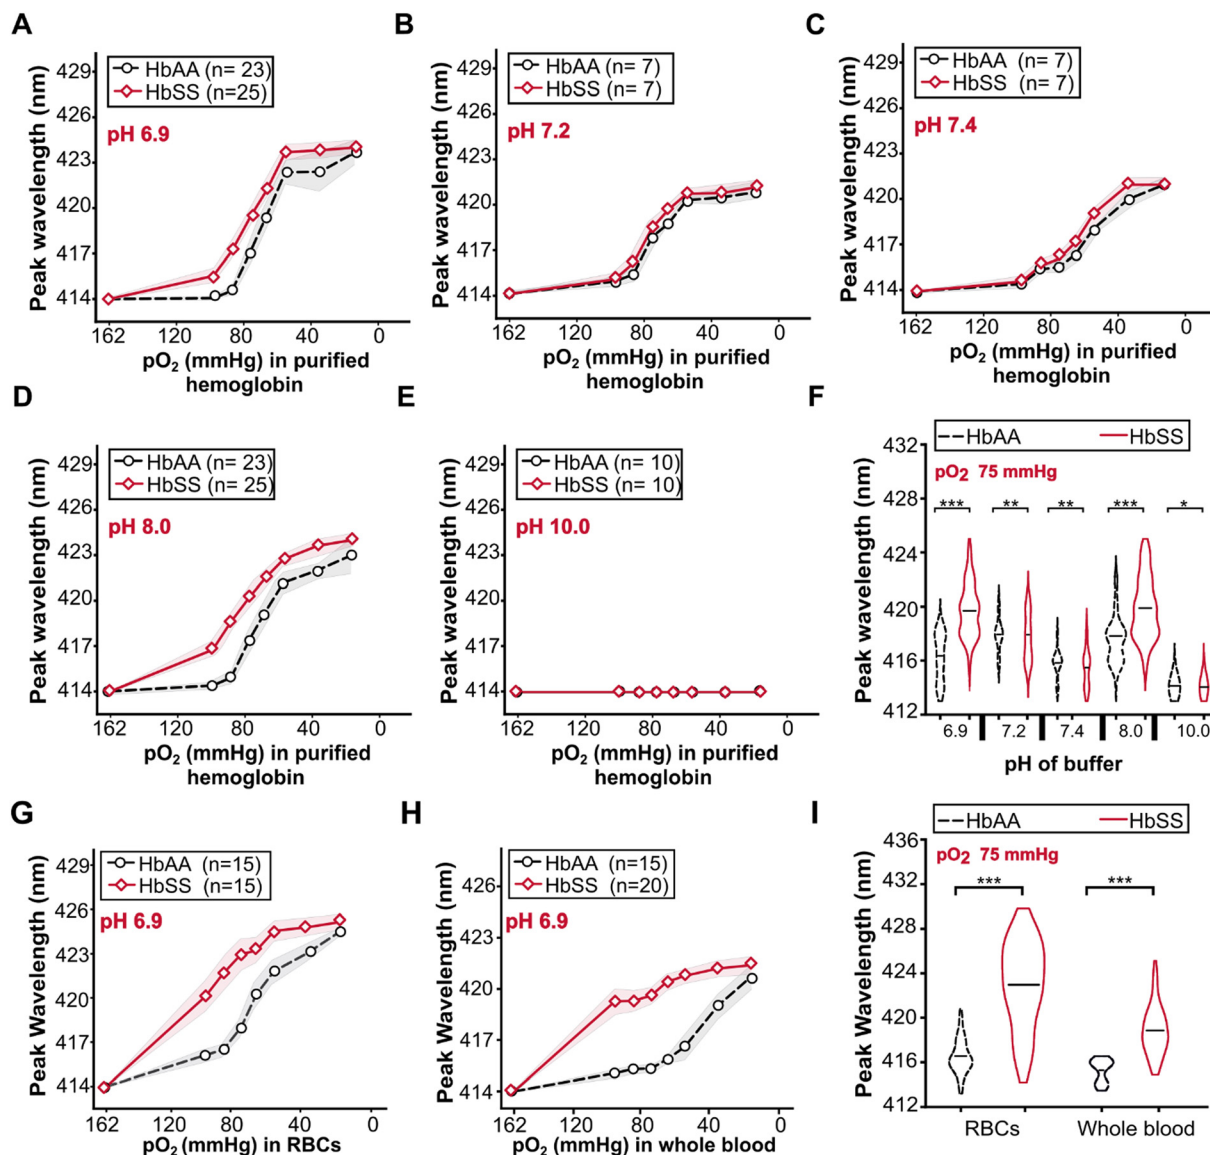 A
HbAA (n= 23)
HbSS (n=25)
pH 6.9
Peak wavelength (nm)
429
426
423
420
417
414
162 120 80 40 0
pO2 (mmHg) in purified
hemoglobin
B
HbAA (n= 7)
HbSS (n= 7)
pH 7.2
Peak wavelength (nm)
429
426
423
420
417
414
162 120 80 40 0
pO2 (mmHg) in purified
hemoglobin
C
HbAA (n= 7)
HbSS (n= 7)
pH 7.4
Peak wavelength (nm)
429
426
423
420
417
414
162 120 80 40 0
pO2 (mmHg) in purified
hemoglobin
D
HbAA (n= 23)
HbSS (n= 25)
pH 8.0
Peak wavelength (nm)
429
426
423
420
417
414
162 120 80 40 0
pO2 (mmHg) in purified
hemoglobin
E
HbAA (n= 10)
HbSS (n= 10)
pH 10.0
Peak wavelength (nm)
429
426
423
420
417
414
162 120 80 40 0
pO2 (mmHg) in purified
hemoglobin
F
HbAA HbSS
pO2 75 mmHg
*** ** ** *** *
Peak wavelength (nm)
432
428
424
420
416
412
6.9 7.2 7.4 8.0 10.0
pH of buffer
G
HbAA (n=15)
HbSS (n=15)
pH 6.9
Peak Wavelength (nm)
429
426
423
420
417
414
162 120 80 40 0
pO2 (mmHg) in RBCs
H
HbAA (n=15)
HbSS (n=20)
pH 6.9
Peak Wavelength (nm)
426
423
420
417
414
162 120 80 40 0
pO2 (mmHg) in whole blood
I
HbAA HbSS
pO2 75 mmHg
*** ***
Peak Wavelength (nm)
436
432
428
424
420
416
412
RBCs Whole blood